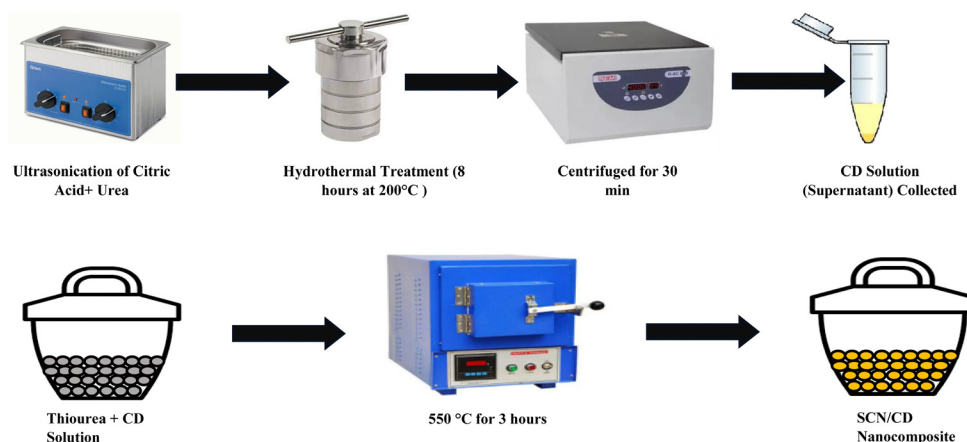 Ultrasonication of Citric
Acid+ Urea
Hydrothermal Treatment (8
hours at 200°C )
Centrifuged for 30
min
CD Solution
(Supernatant) Collected
Thiourea + CD
Solution
550 °C for 3 hours
SCN/CD
Nanocomposite